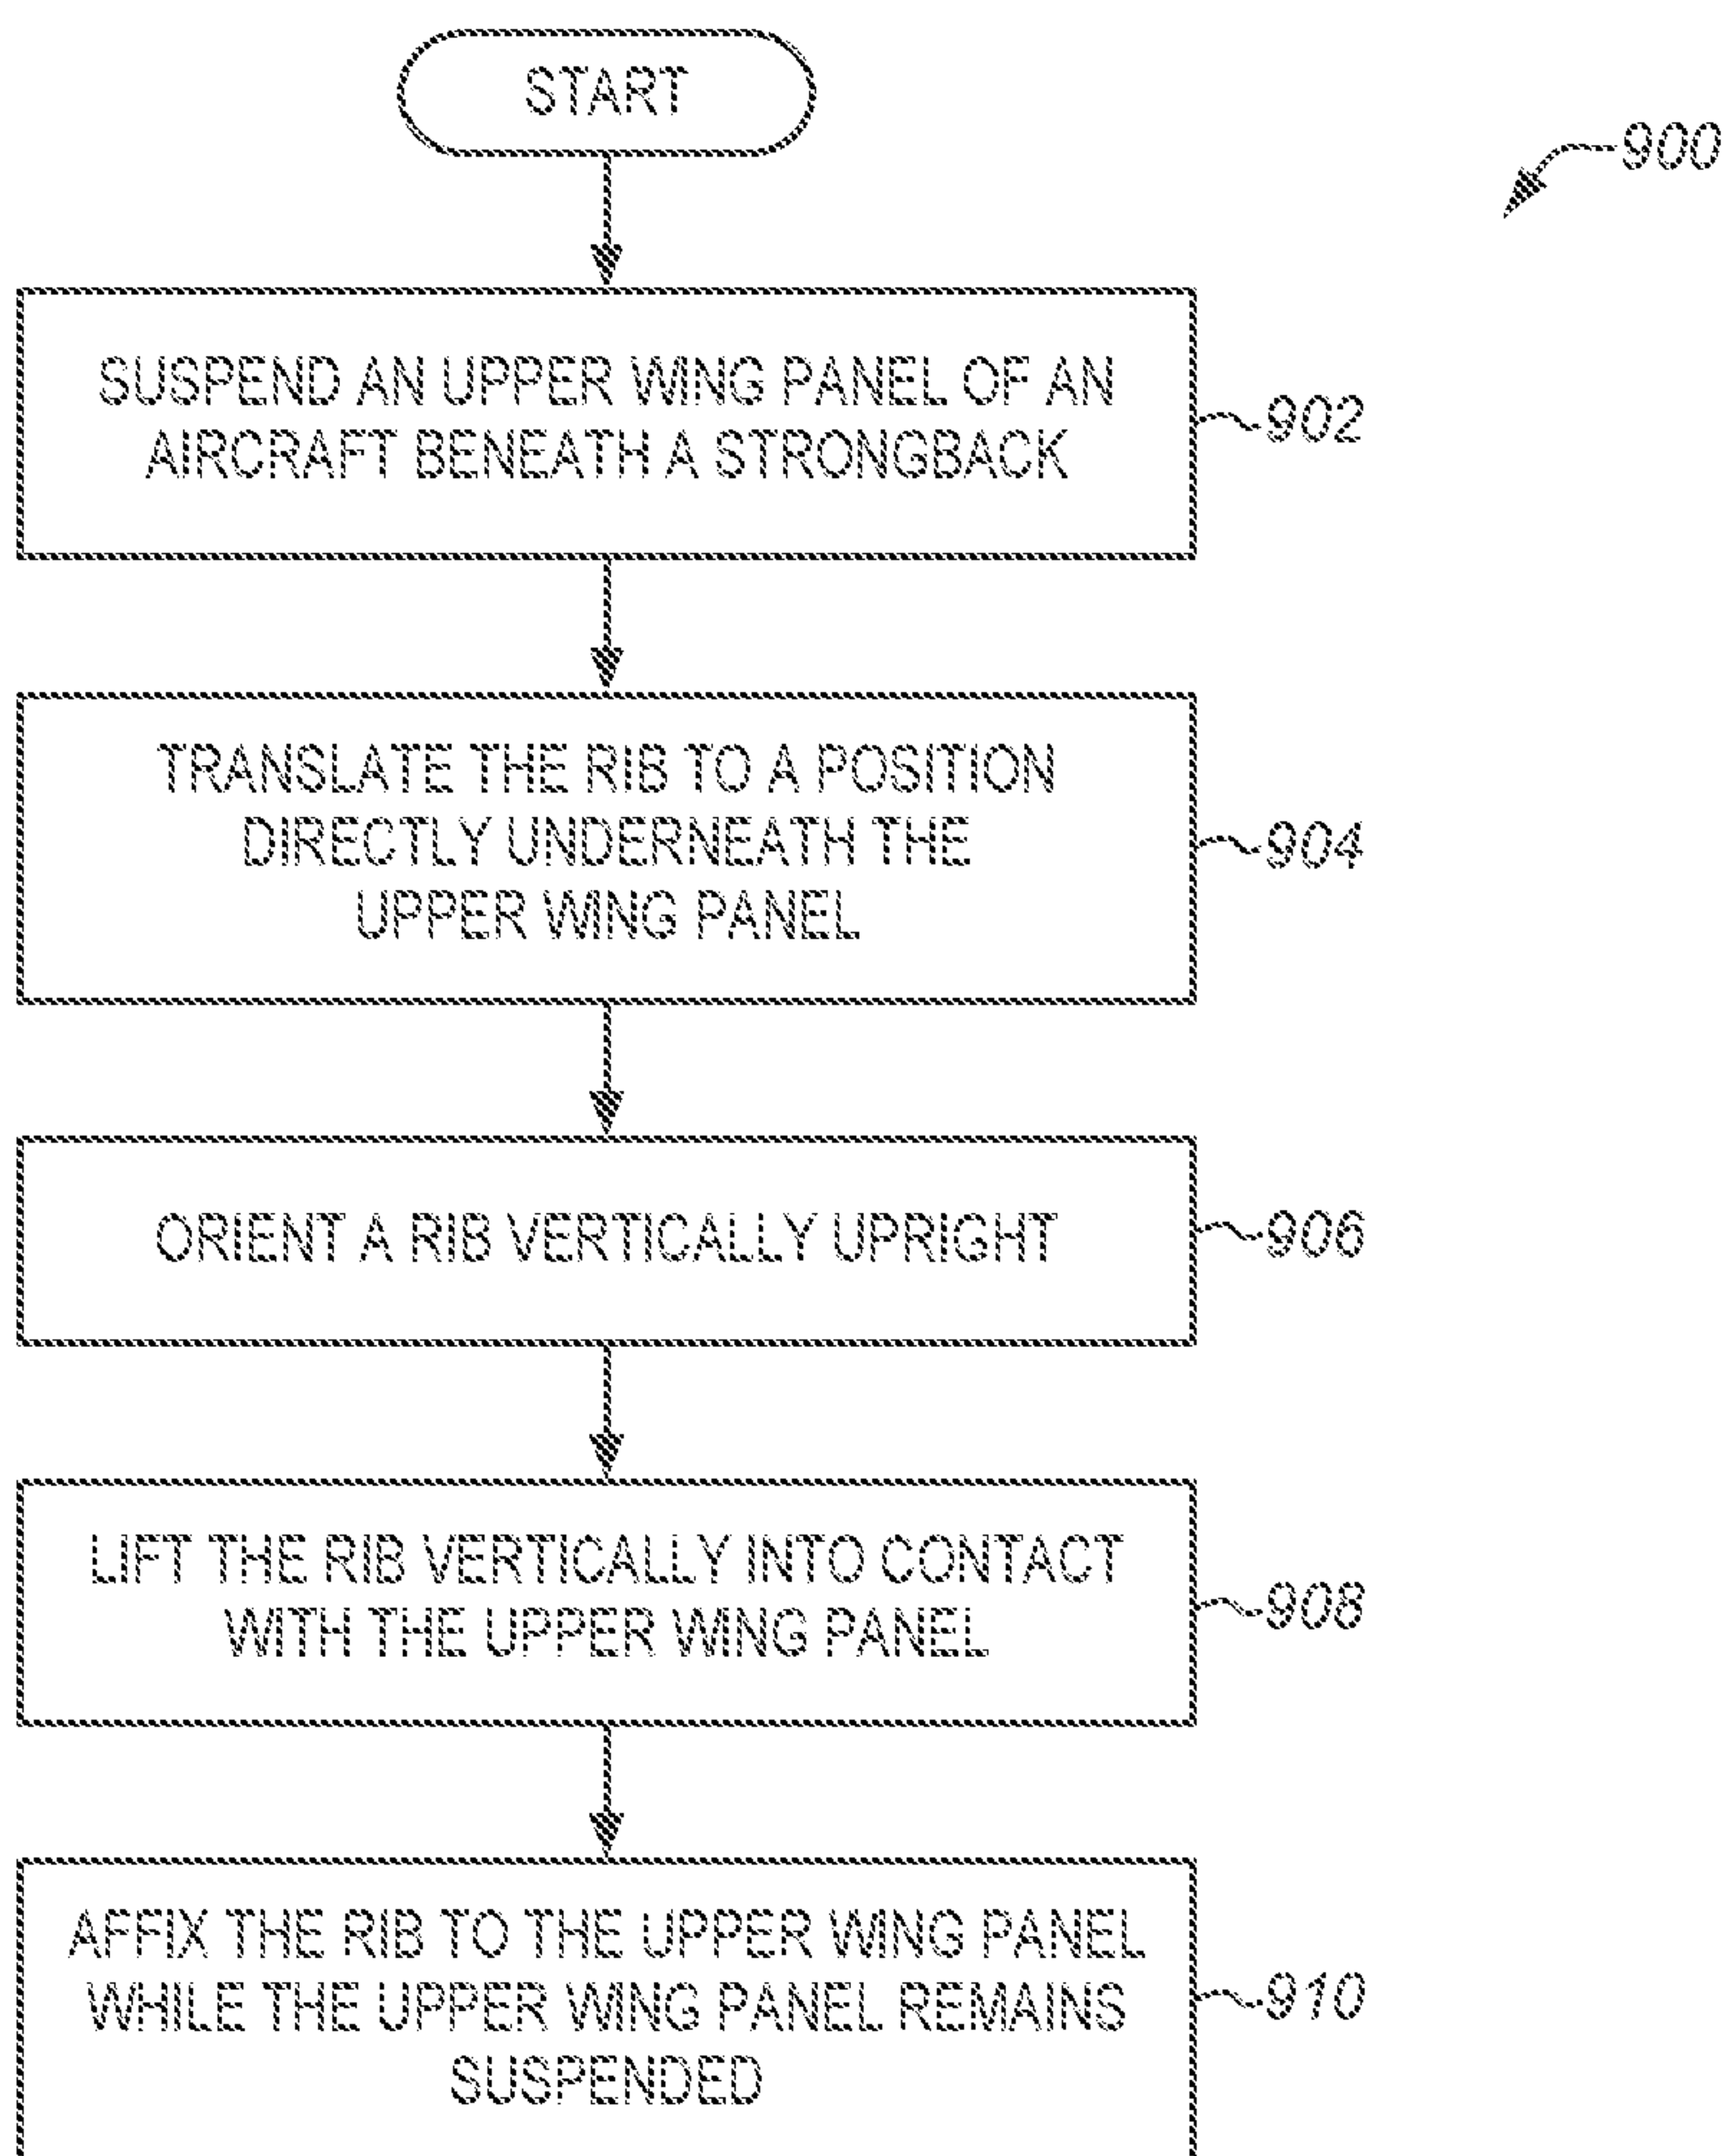 START
900
SUSPEND AN UPPER WING PANEL OF AN
AIRCRAFT BENEATH A STRONGBACK
902
TRANSLATE THE RIB TO A POSITION
DIRECTLY UNDERNEATH THE
UPPER WING PANEL
904
ORIENT A RIB VERTICALLY UPRIGHT
906
LIFT THE RIB VERTICALLY INTO CONTACT
WITH THE UPPER WING PANEL
908
AFFIX THE RIB TO THE UPPER WING PANEL
WHILE THE UPPER WING PANEL REMAINS
SUSPENDED
910